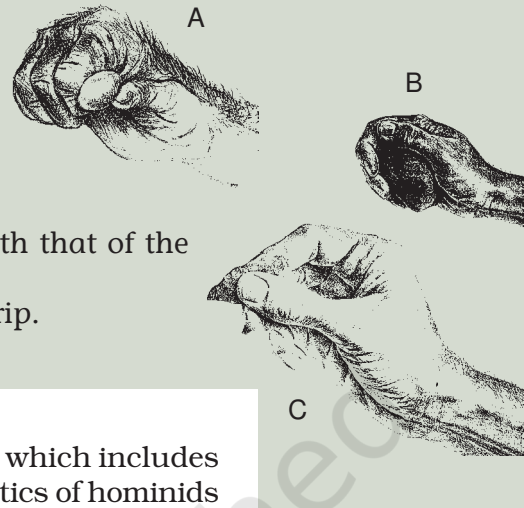 A
B
th that of the
rip.
C
which includes
tics of hominids